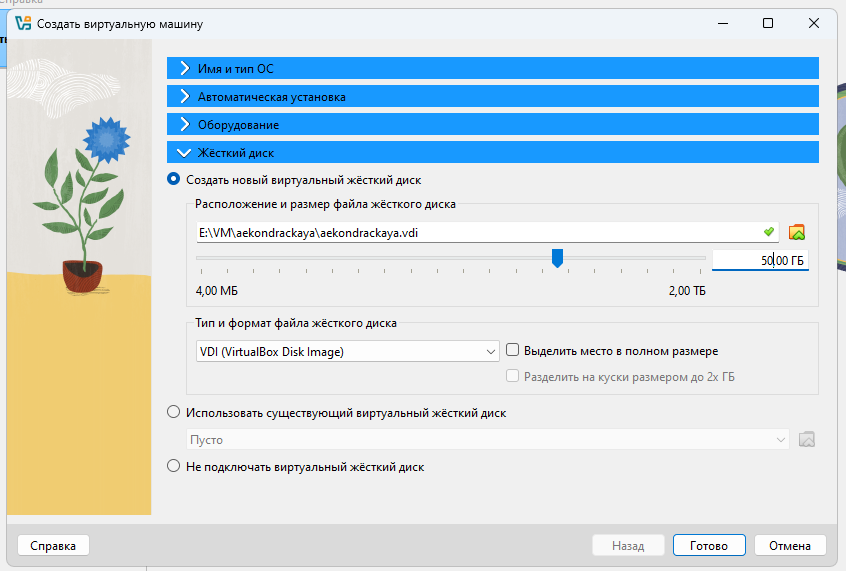 Создать виртуальную машину
Имя и тип ОС
Автоматическая установка
Оборудование
Жёсткий диск
Создать новый виртуальный жёсткий диск
Расположение и размер файла жёсткого диска
E:\VM\aekondrackaya\aekondrackaya.vdi
50,00 ГБ
4,00 МБ
2,00 ТБ
Тип и формат файла жёсткого диска
VDI (VirtualBox Disk Image)
Выделить место в полном размере
Разделить на куски размером до 2х ГБ
Использовать существующий виртуальный жёсткий диск
Пусто
Не подключать виртуальный жёсткий диск
Справка
Назад
Готово
Отмена